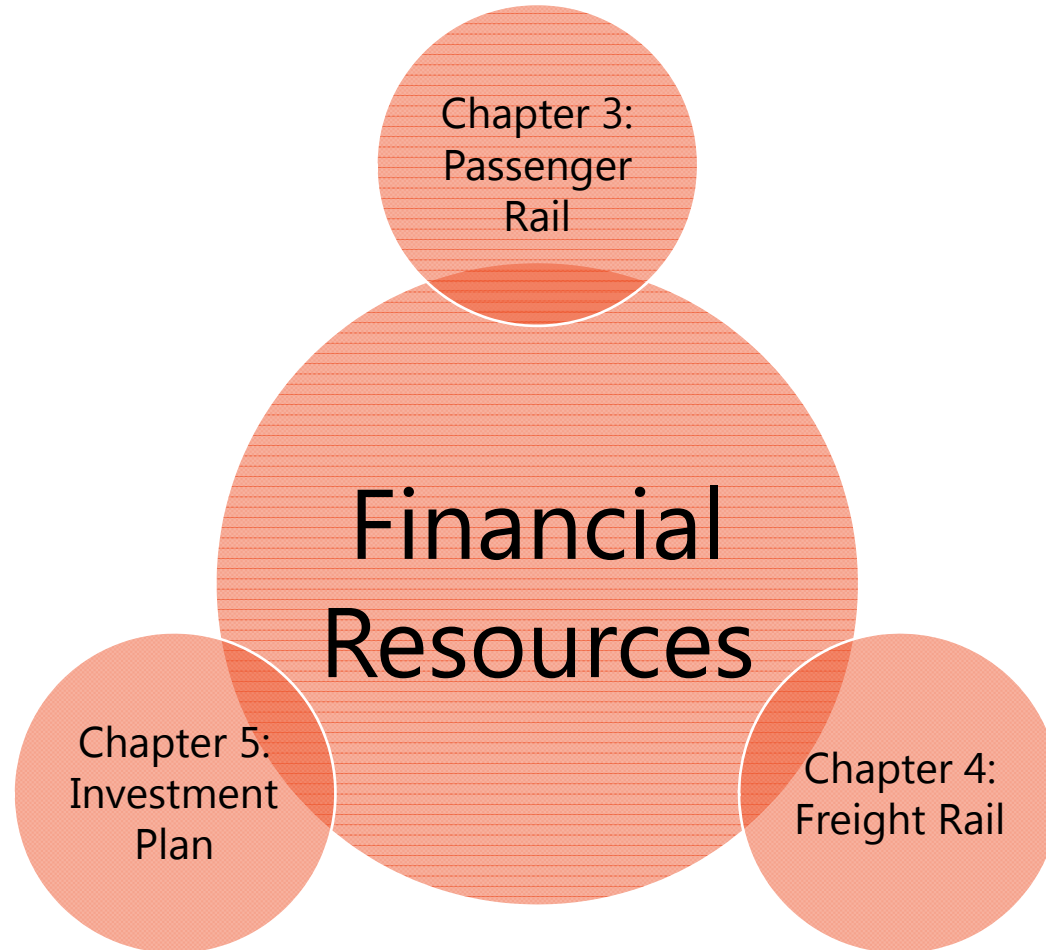 Chapter 3:
Passenger
Rail
Financial
Resources
Chapter 5:
Investment
Plan
Chapter 4:
Freight Rail